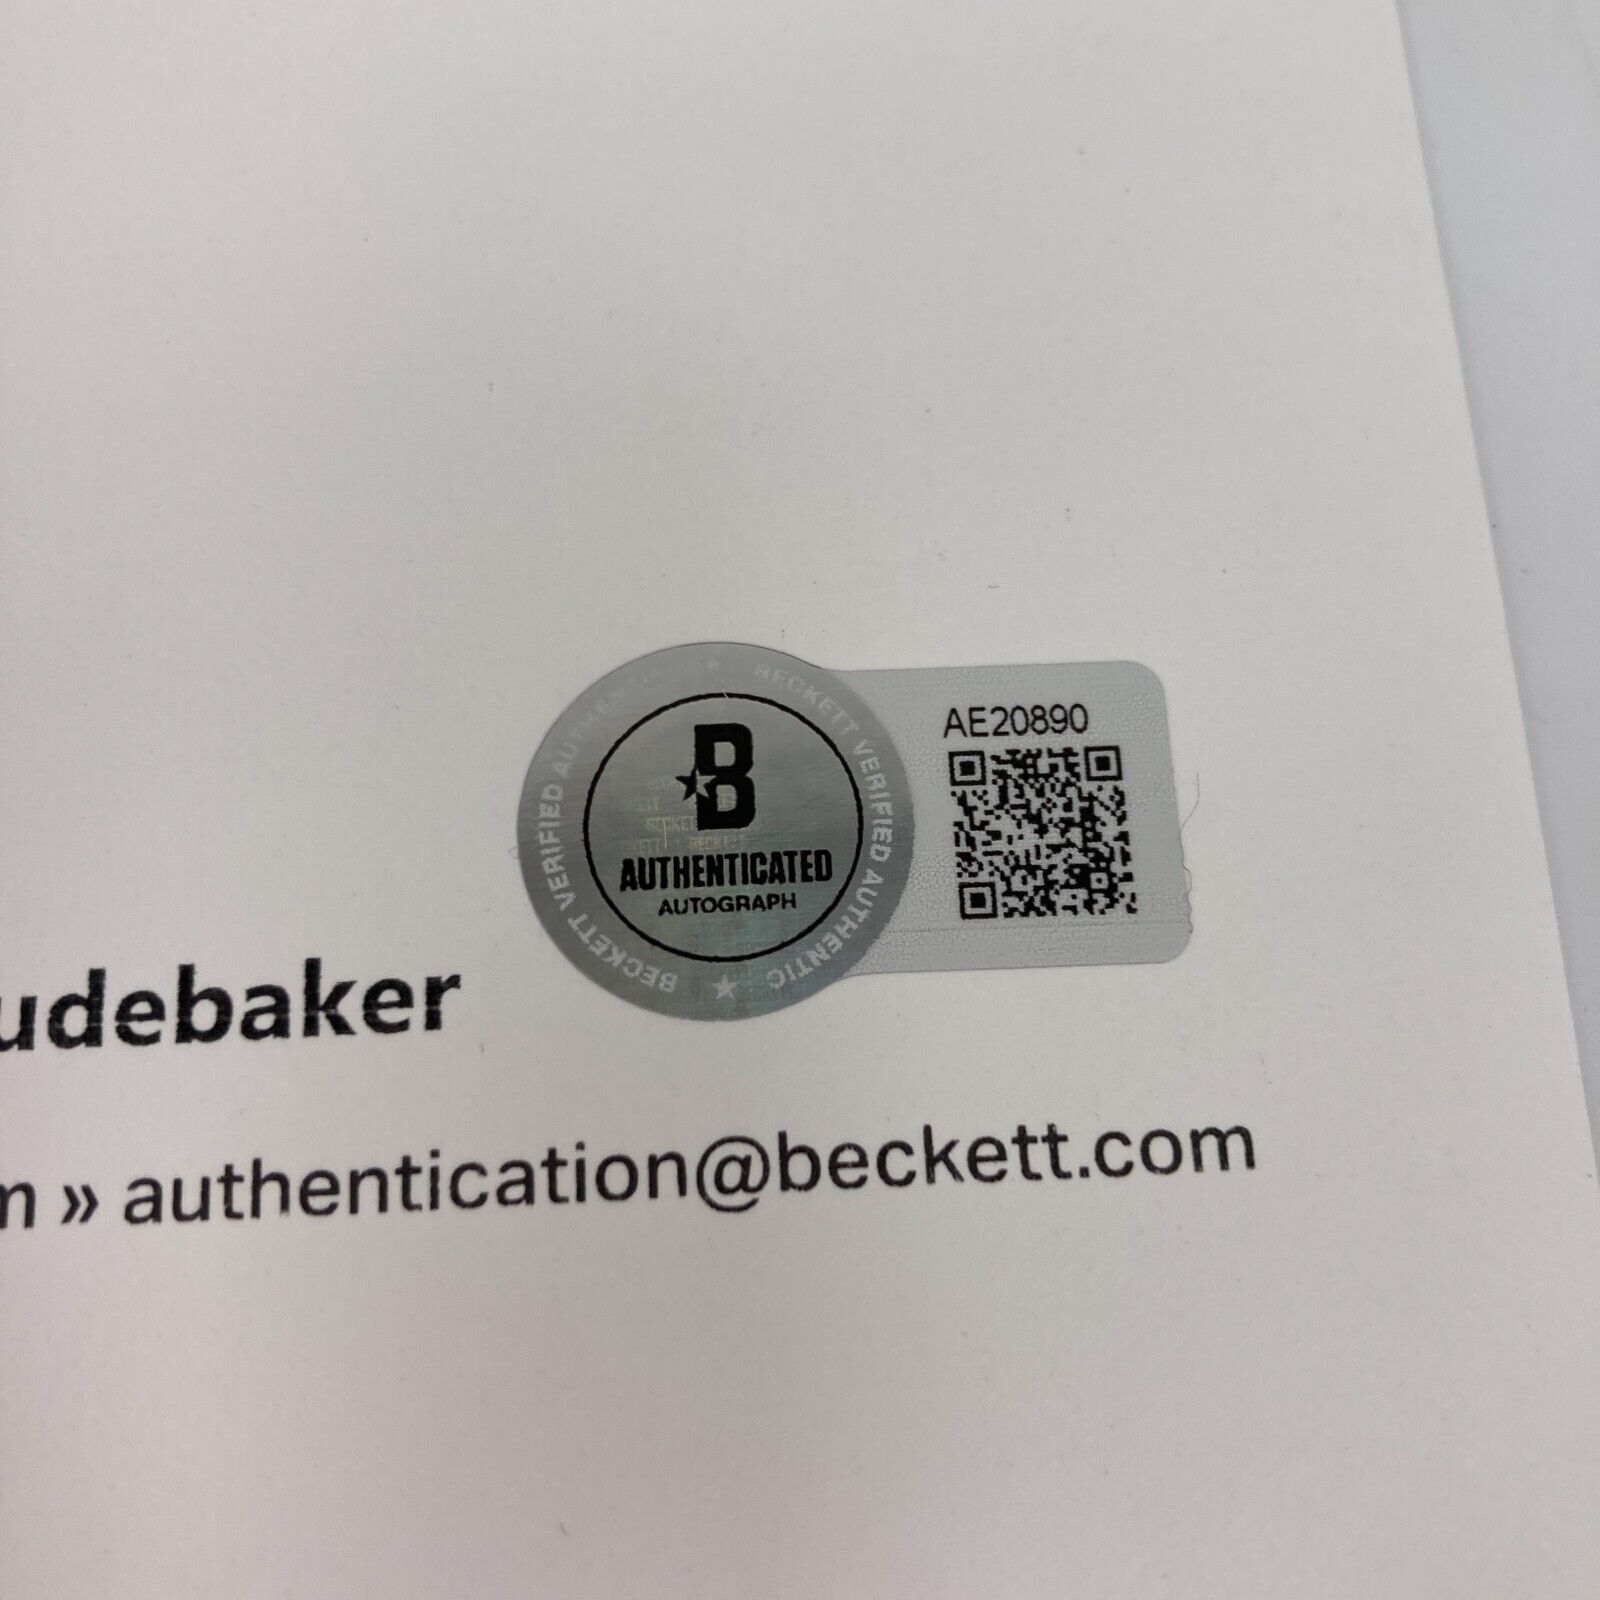 BECKETT VERIFIED AUTHENTIC ★ BECKETT VERIFIED AUTHENTIC ★
B
AUTHENTICATED
AUTOGRAPH
AE20890
udebaker
m » authentication@beckett.com